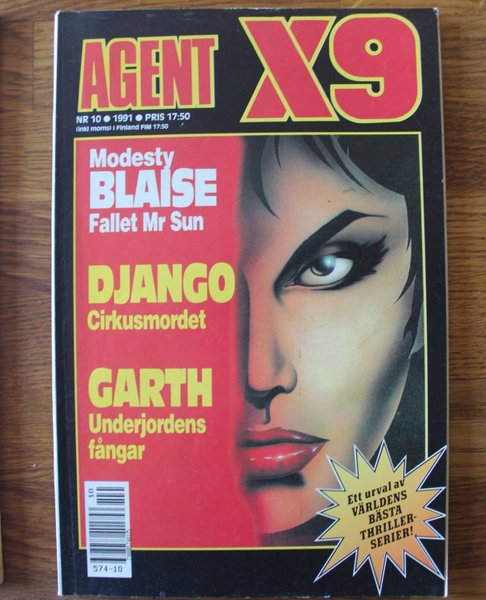 AGENT X9
NR 10 ● 1991 ● PRIS 17:50
(inkl moms) I Finland FIM 17:50
Modesty
BLAISE
Fallet Mr Sun
DJANGO
Cirkusmordet
GARTH
Underjordens
fångar
10
574-10
Ett urval av
VÄRLDENS
BÄSTA
THRILLER-
SERIER!